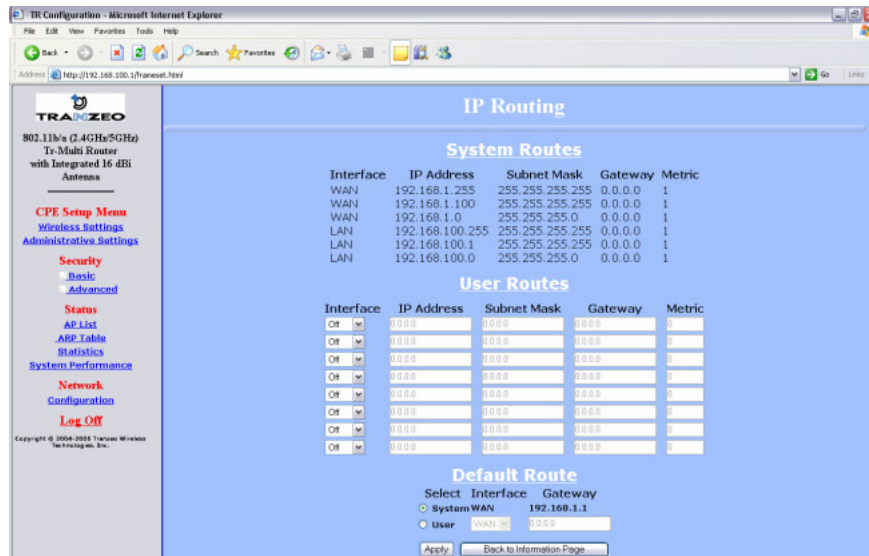 TR Configuration - Microsoft Internet Explorer
File Edit View Favorites Tools Help
Back Search Favorites
Address http://192.168.100.1/frameset.html Go Links
TRANZEO
802.11b/a (2.4GHz/5GHz)
Tr-Multi Router
with Integrated 16 dBi
Antenna
CPE Setup Menu
Wireless Settings
Administrative Settings
Security
Basic
Advanced
Status
AP List
ARP Table
Statistics
System Performance
Network
Configuration
Log Off
Copyright © 2004-2005 Tranzeo Wireless
Technologies, Inc.
IP Routing
System Routes
Interface IP Address Subnet Mask Gateway Metric
WAN 192.168.1.255 255.255.255.255 0.0.0.0 1
WAN 192.168.1.100 255.255.255.255 0.0.0.0 1
WAN 192.168.1.0 255.255.255.0 0.0.0.0 1
LAN 192.168.100.255 255.255.255.255 0.0.0.0 1
LAN 192.168.100.1 255.255.255.255 0.0.0.0 1
LAN 192.168.100.0 255.255.255.0 0.0.0.0 1
User Routes
Interface IP Address Subnet Mask Gateway Metric
Off 0.0.0.0 0.0.0.0 0.0.0.0 0
Off 0.0.0.0 0.0.0.0 0.0.0.0 0
Off 0.0.0.0 0.0.0.0 0.0.0.0 0
Off 0.0.0.0 0.0.0.0 0.0.0.0 0
Off 0.0.0.0 0.0.0.0 0.0.0.0 0
Off 0.0.0.0 0.0.0.0 0.0.0.0 0
Off 0.0.0.0 0.0.0.0 0.0.0.0 0
Off 0.0.0.0 0.0.0.0 0.0.0.0 0
Default Route
Select Interface Gateway
System WAN 192.168.1.1
User WAN 0.0.0.0
Apply Back to Information Page